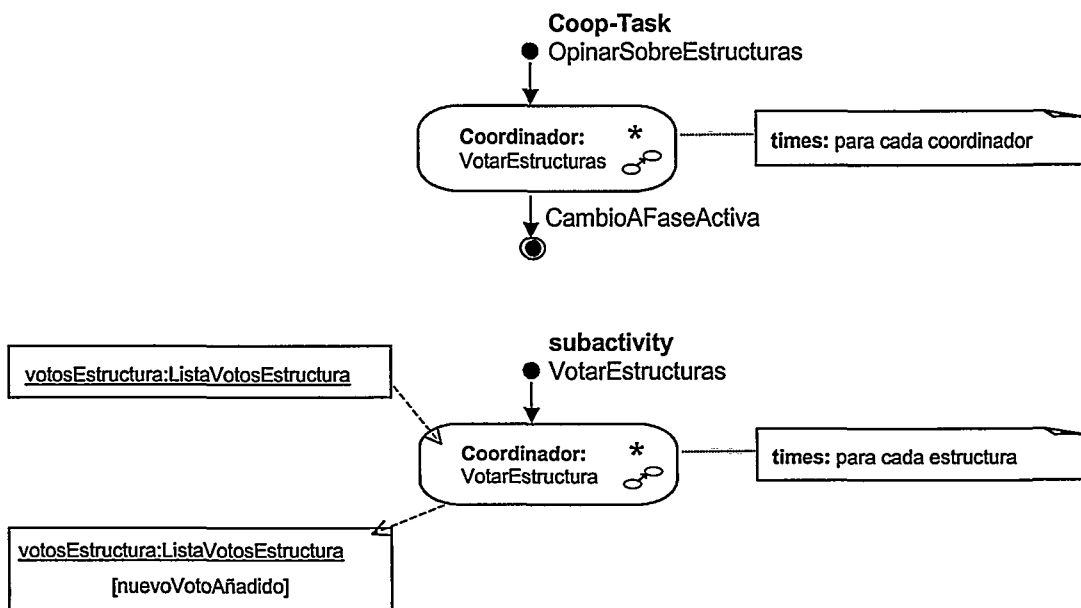 Coop-Task
OpinarSobreEstructuras
Coordinador: *
VotarEstructuras
times: para cada coordinador
CambioAFaseActiva
subactivity
VotarEstructuras
votosEstructura:ListaVotosEstructura
Coordinador: *
VotarEstructura
times: para cada estructura
votosEstructura:ListaVotosEstructura
[nuevoVotoAñadido]